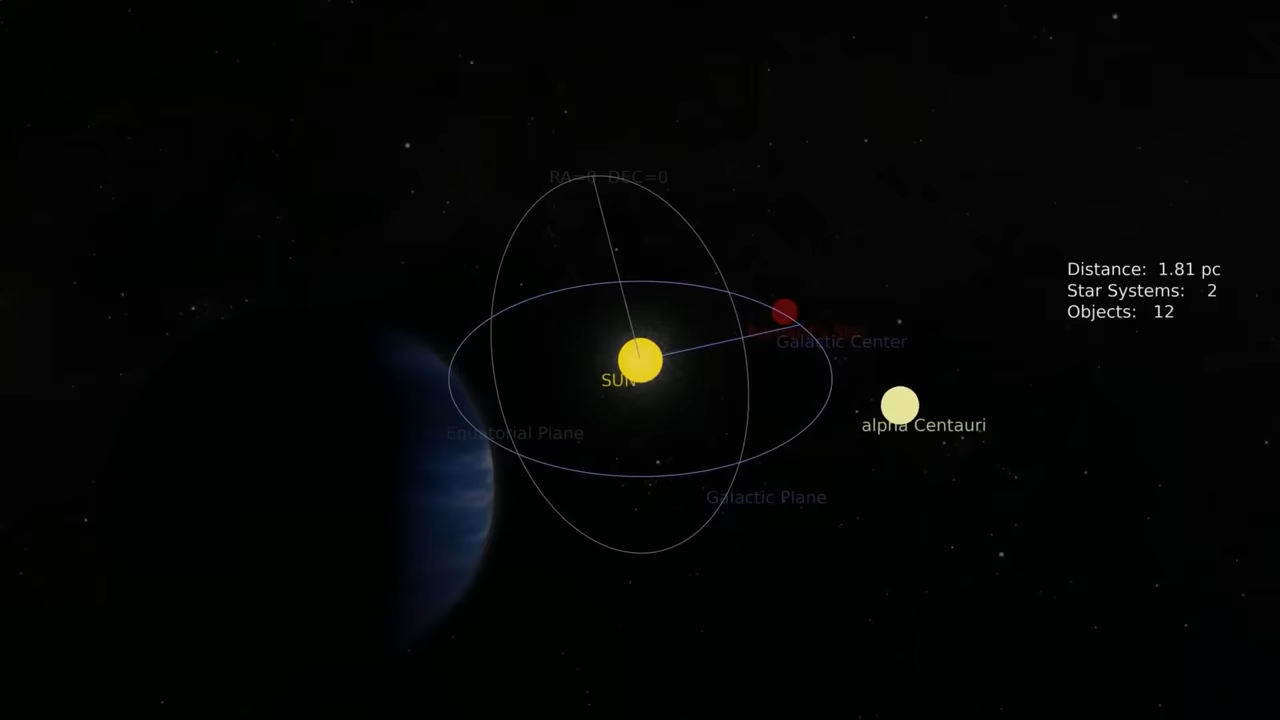 RA=0 DEC=0
Distance: 1.81 pc
Star Systems: 2
Objects: 12
Galactic Center
SUN
alpha Centauri
Equatorial Plane
Galactic Plane